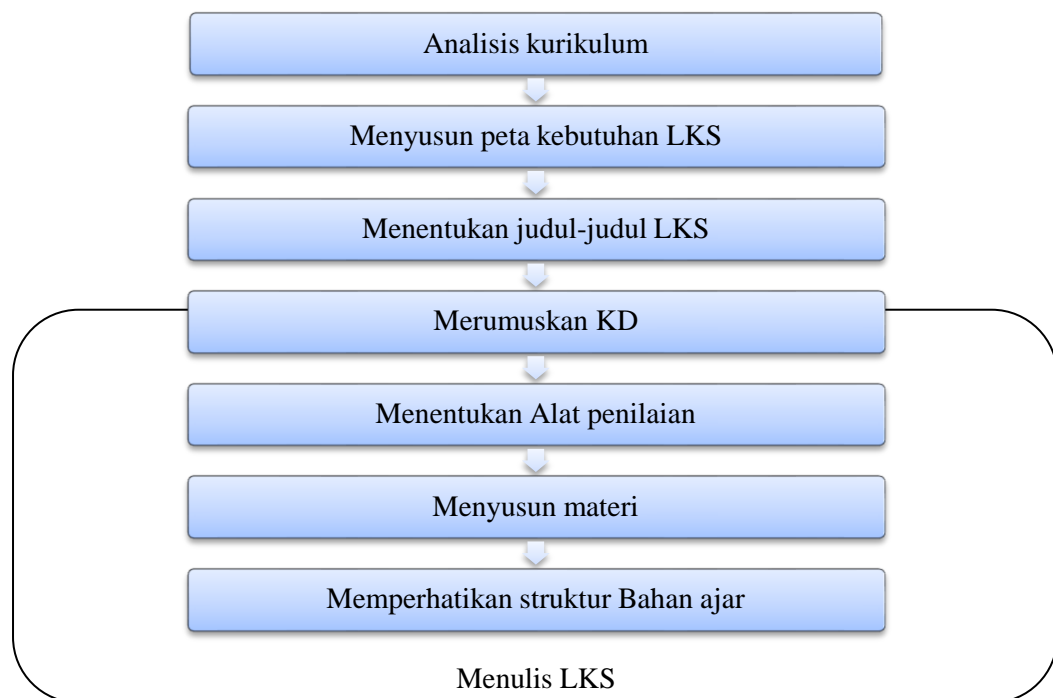 Analisis kurikulum
Menyusun peta kebutuhan LKS
Menentukan judul-judul LKS
Merumuskan KD
Menentukan Alat penilaian
Menyusun materi
Memperhatikan struktur Bahan ajar
Menulis LKS